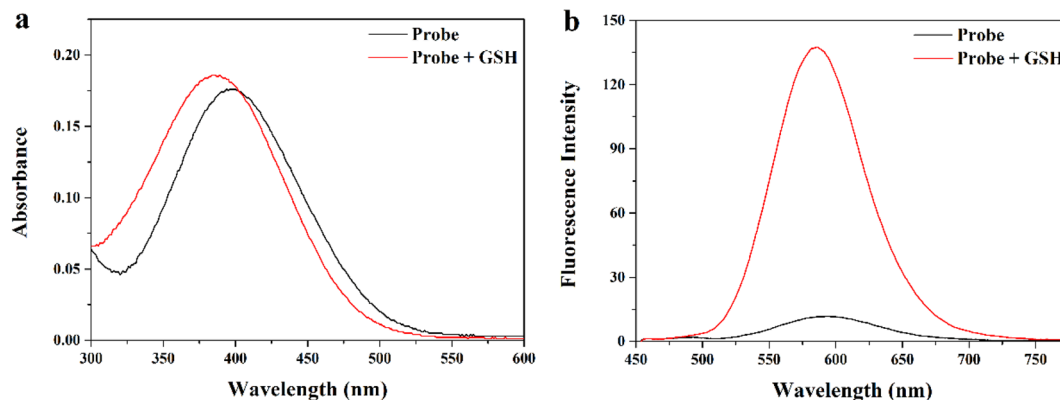 a
Probe
Probe + GSH
0.20
0.15
0.10
0.05
0.00
300
350
400
450
500
550
600
Absorbance
Wavelength (nm)
b
Probe
Probe + GSH
150
120
90
60
30
0
450
500
550
600
650
700
750
Fluorescence Intensity
Wavelength (nm)